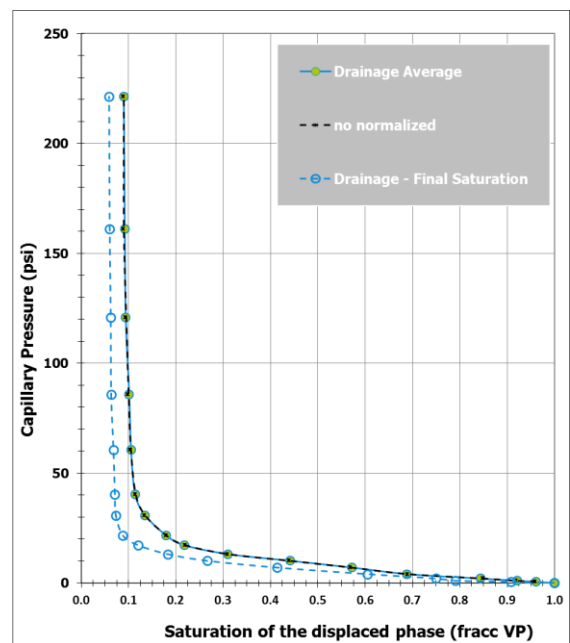 250
Drainage Average
no normalized
Drainage - Final Saturation
200
150
100
50
0
Capillary Pressure (psi)
0.0 0.1 0.2 0.3 0.4 0.5 0.6 0.7 0.8 0.9 1.0
Saturation of the displaced phase (fracc VP)